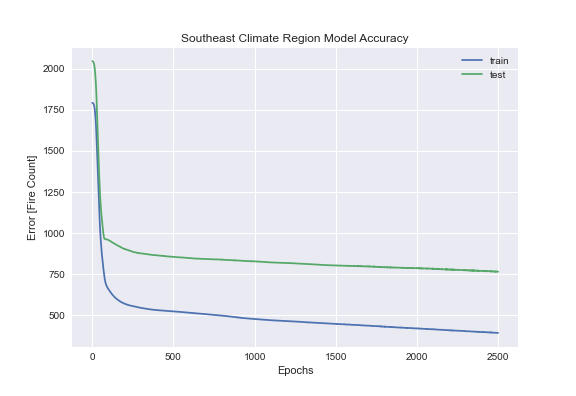 Southeast Climate Region Model Accuracy
train
test
2000
1750
1500
1250
1000
750
500
Error [Fire Count]
0 500 1000 1500 2000 2500
Epochs